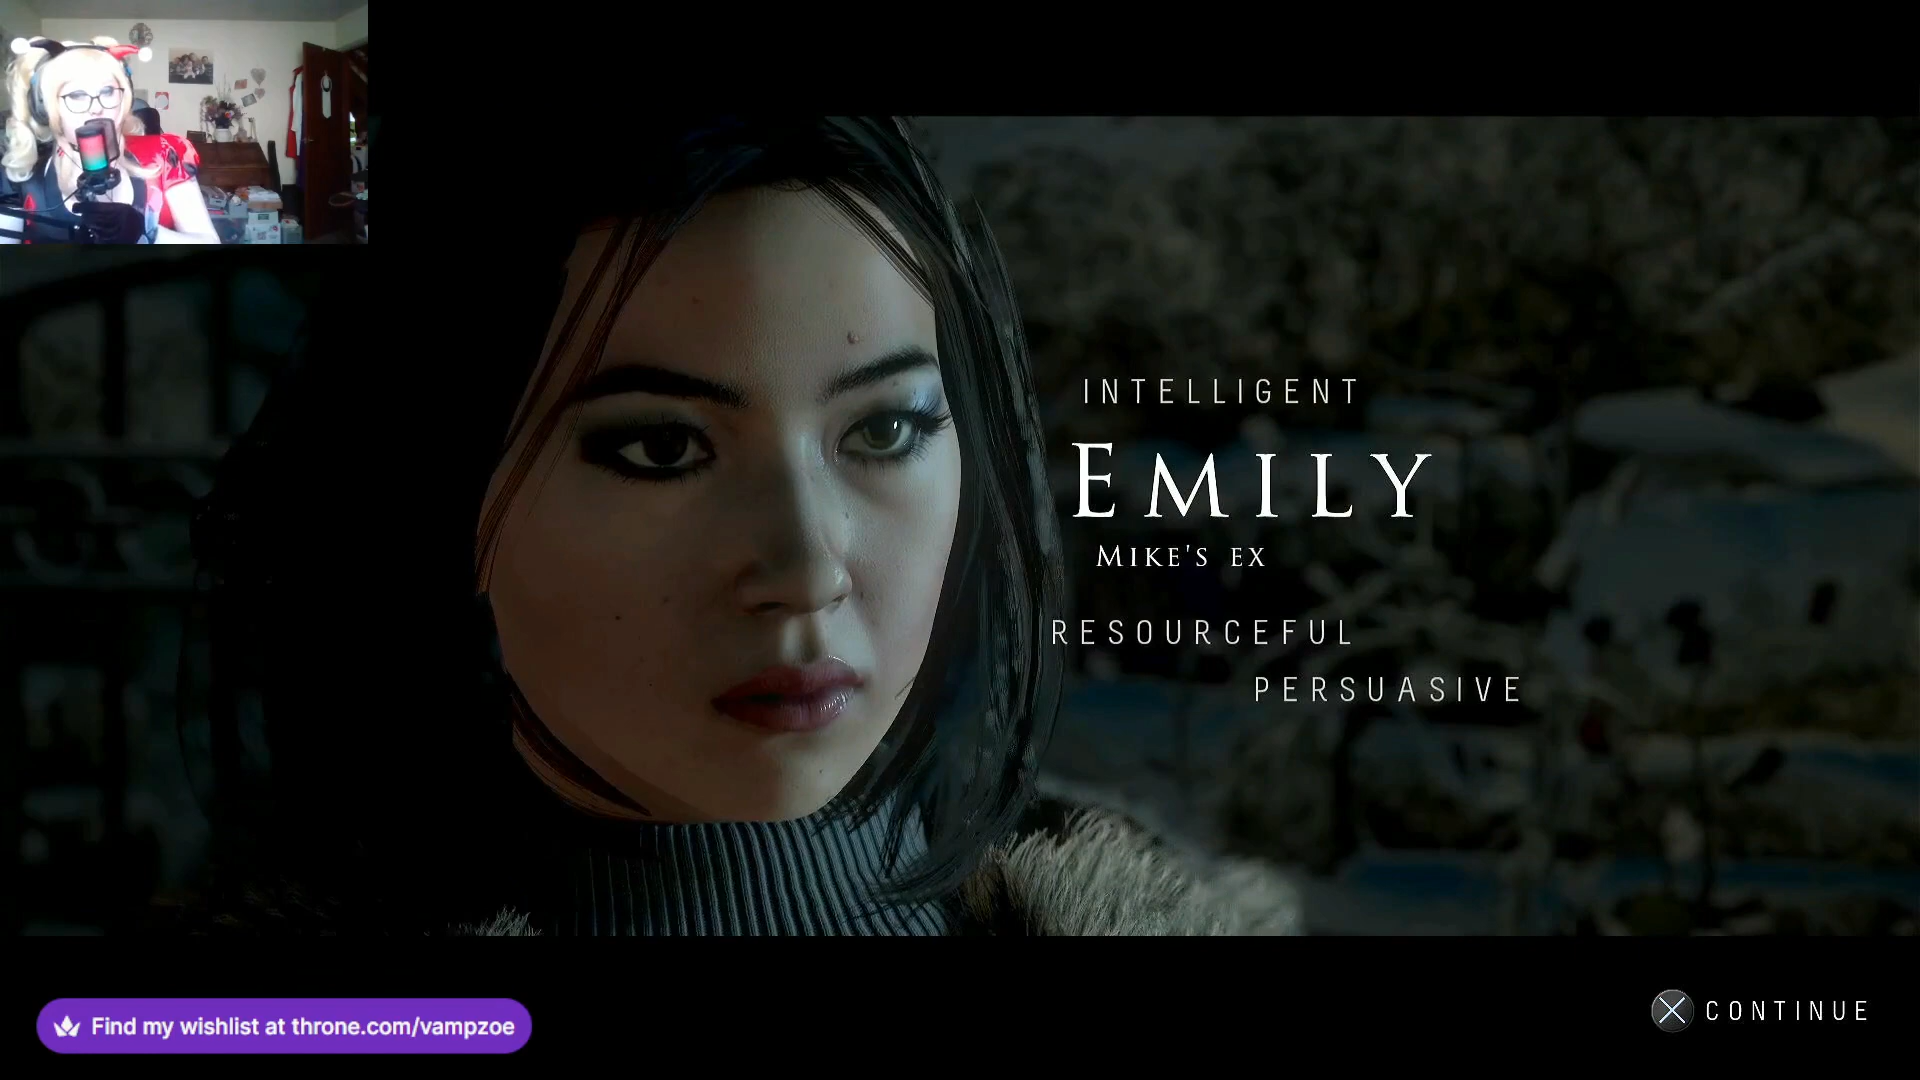 INTELLIGENT
EMILY
MIKE'S EX
RESOURCEFUL
PERSUASIVE
Find my wishlist at throne.com/vampzoe
CONTINUE